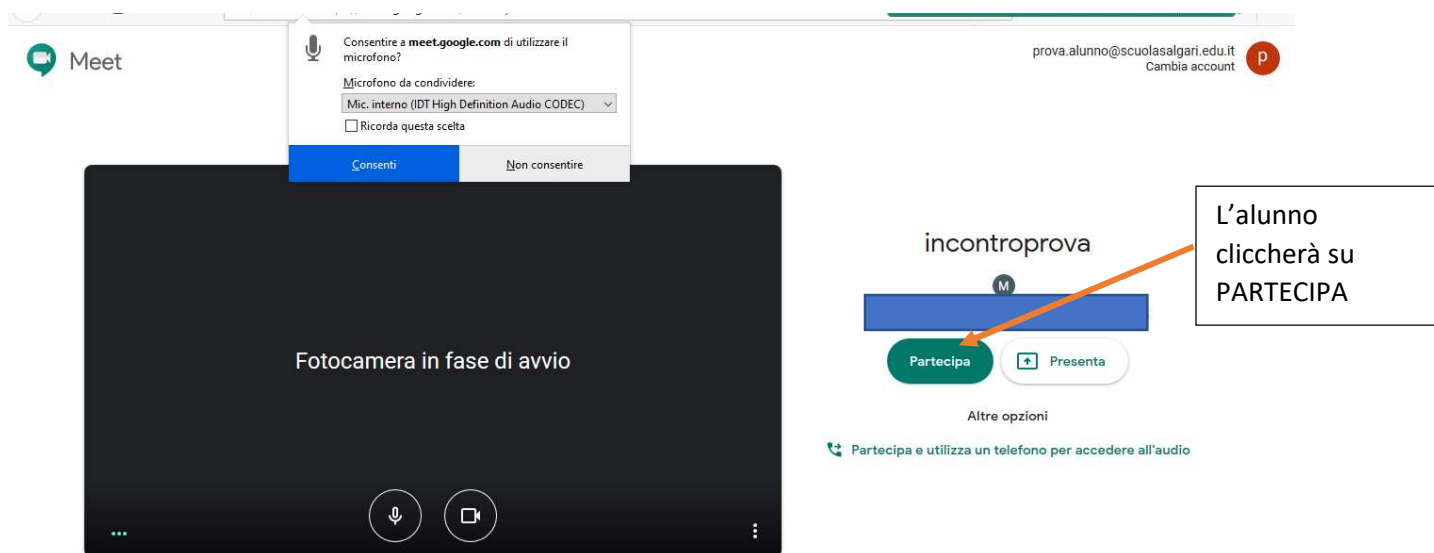 Meet
Consentire a meet.google.com di utilizzare il
microfono?
Microfono da condividere:
Mic. interno (IDT High Definition Audio CODEC)
Ricorda questa scelta
Consenti
Non consentire
prova.alunno@scuolasalgari.edu.it
Cambia account
p
Fotocamera in fase di avvio
incontroprova
M
Partecipa
Presenta
Altre opzioni
Partecipa e utilizza un telefono per accedere all'audio
L’alunno
cliccherà su
PARTECIPA